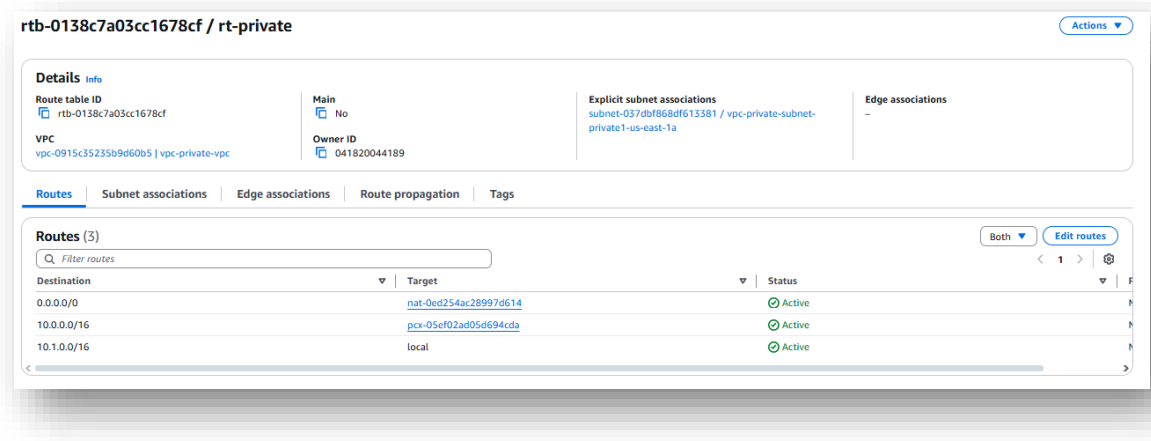 rtb-0138c7a03cc1678cf / rt-private
Actions
Details Info
Route table ID
rtb-0138c7a03cc1678cf
Main
No
Explicit subnet associations
subnet-037dbf868df613381 / vpc-private-subnet-
private1-us-east-1a
Edge associations
–
VPC
vpc-0915c35235b9d60b5 | vpc-private-vpc
Owner ID
041820044189
Routes Subnet associations Edge associations Route propagation Tags
Routes (3)
Both
Edit routes
Filter routes
1
Destination Target Status
0.0.0.0/0 nat-0ed254ac28997d614 Active
10.0.0.0/16 pcx-05ef02ad05d694cda Active
10.1.0.0/16 local Active